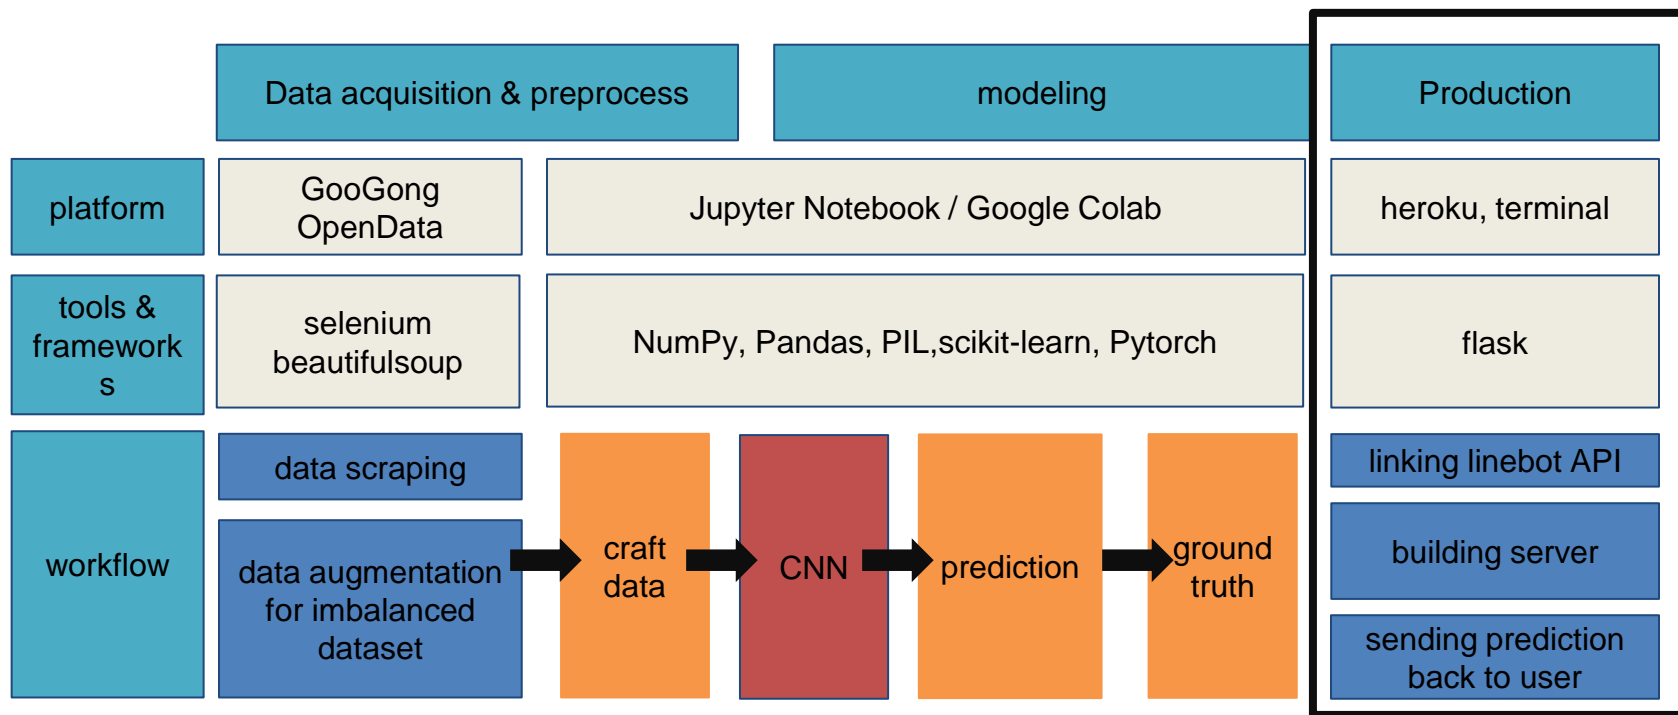 Data acquisition & preprocess
modeling
Production
platform
GooGong
OpenData
Jupyter Notebook / Google Colab
heroku, terminal
tools &
framework
s
selenium
beautifulsoup
NumPy, Pandas, PIL,scikit-learn, Pytorch
flask
workflow
data scraping
data augmentation
for imbalanced
dataset
craft
data
CNN
prediction
ground
truth
linking linebot API
building server
sending prediction
back to user